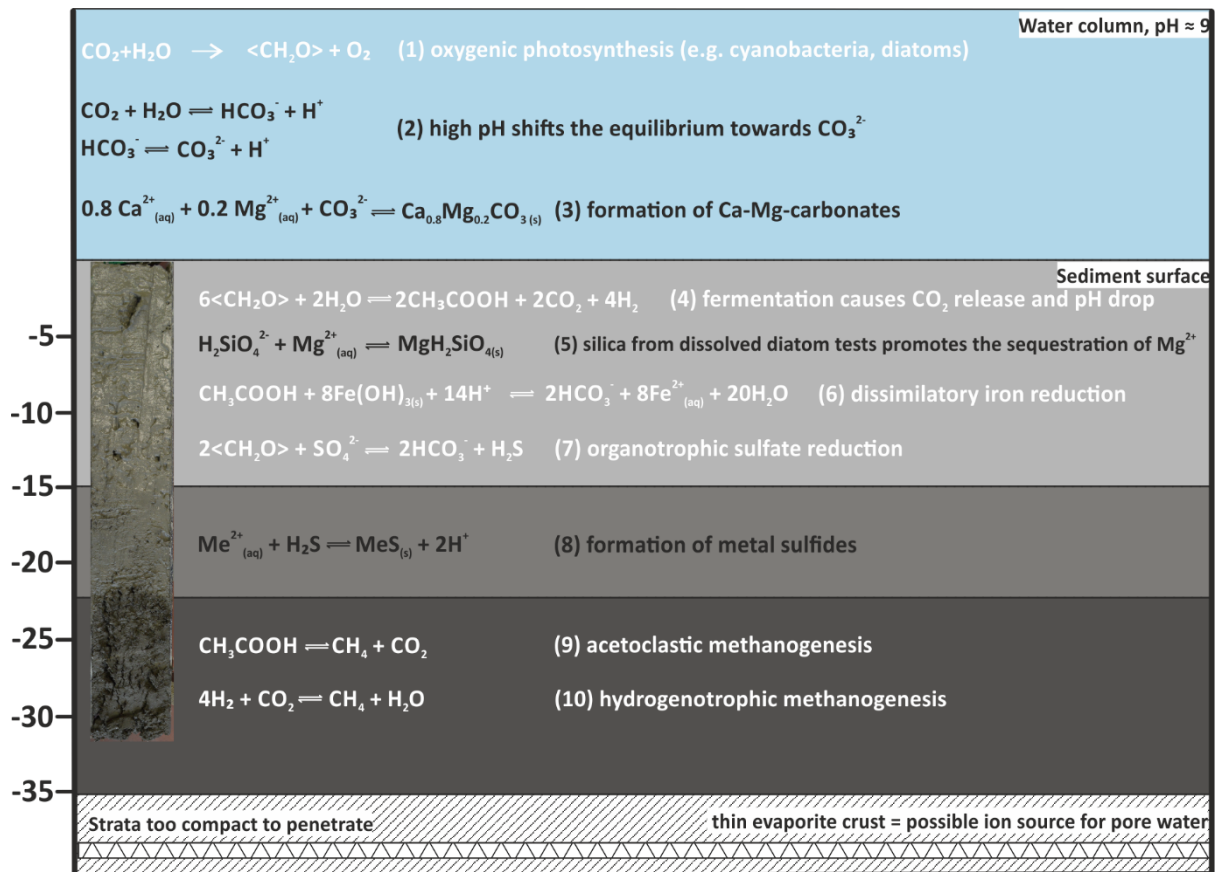 Water column, pH ≈ 9
CO₂+H₂O → <CH₂O> + O₂ (1) oxygenic photosynthesis (e.g. cyanobacteria, diatoms)
CO₂ + H₂O ⇌ HCO₃⁻ + H⁺
(2) high pH shifts the equilibrium towards CO₃²⁻
HCO₃⁻ ⇌ CO₃²⁻ + H⁺
0.8 Ca²⁺(aq) + 0.2 Mg²⁺(aq) + CO₃²⁻ ⇌ Ca₀.₈Mg₀.₂CO₃(s) (3) formation of Ca-Mg-carbonates
Sediment surface
6<CH₂O> + 2H₂O ⇌ 2CH₃COOH + 2CO₂ + 4H₂ (4) fermentation causes CO₂ release and pH drop
-5
H₂SiO₄²⁻ + Mg²⁺(aq) ⇌ MgH₂SiO₄(s) (5) silica from dissolved diatom tests promotes the sequestration of Mg²⁺
CH₃COOH + 8Fe(OH)₃(s) + 14H⁺ ⇌ 2HCO₃⁻ + 8Fe²⁺(aq) + 20H₂O (6) dissimilatory iron reduction
-10
2<CH₂O> + SO₄²⁻ ⇌ 2HCO₃⁻ + H₂S (7) organotrophic sulfate reduction
-15
Me²⁺(aq) + H₂S ⇌ MeS(s) + 2H⁺ (8) formation of metal sulfides
-20
-25
CH₃COOH ⇌ CH₄ + CO₂ (9) acetoclastic methanogenesis
4H₂ + CO₂ ⇌ CH₄ + H₂O (10) hydrogenotrophic methanogenesis
-30
-35
Strata too compact to penetrate
thin evaporite crust = possible ion source for pore water